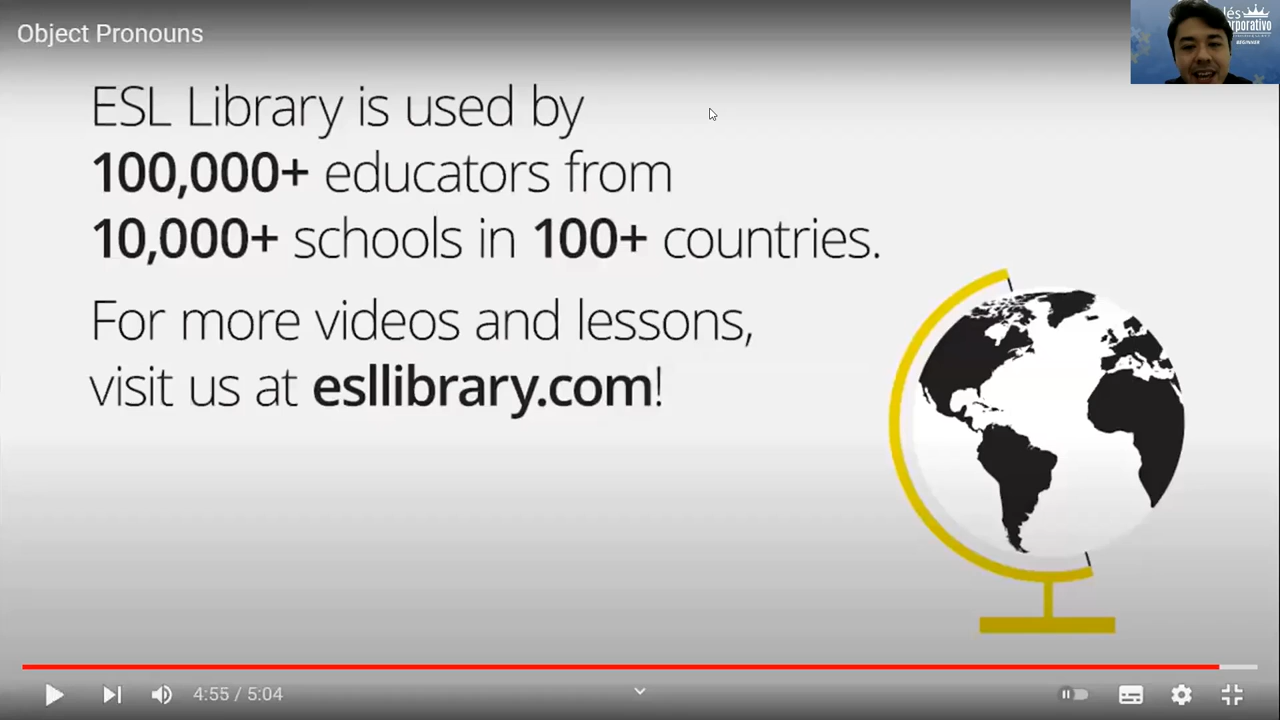 Object Pronouns
ESL Library is used by
100,000+ educators from
10,000+ schools in 100+ countries.
For more videos and lessons,
visit us at esllibrary.com!
4:55 / 5:04
BEGINNER